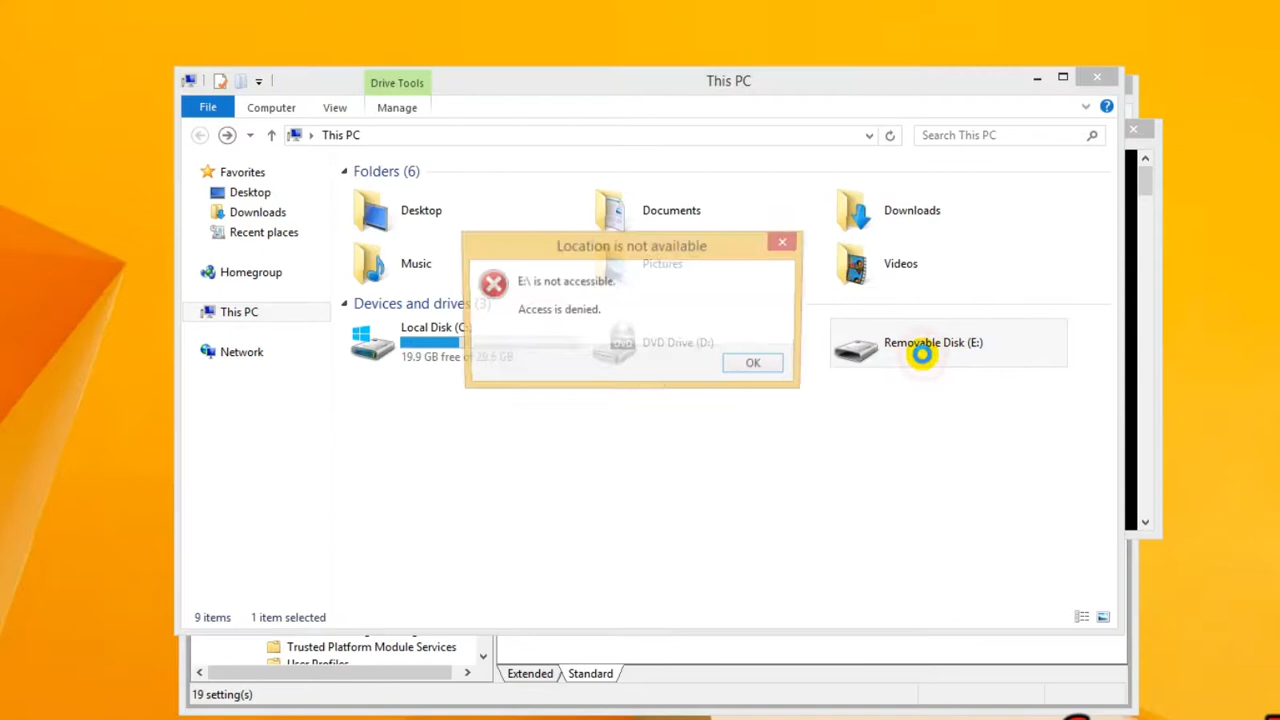 Drive Tools
This PC
File Computer View Manage
This PC
Search This PC
Favorites
Desktop
Downloads
Recent places
Homegroup
This PC
Network
Folders (6)
Desktop
Documents
Downloads
Music
Pictures
Videos
Devices and drives (3)
Local Disk (C:
19.9 GB free of 29.6 GB
DVD Drive (D:)
DVD
Removable Disk (E:)
Location is not available
E:\ is not accessible.
Access is denied.
OK
9 items 1 item selected
Trusted Platform Module Services
User Profiles
Extended Standard
19 setting(s)